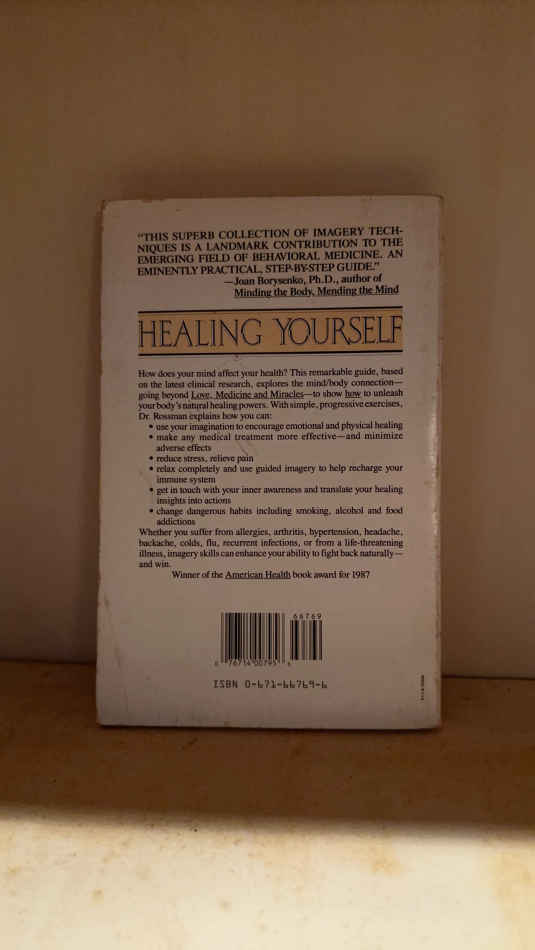 "THIS SUPERB COLLECTION OF IMAGERY TECH-
NIQUES IS A LANDMARK CONTRIBUTION TO THE
EMERGING FIELD OF BEHAVIORAL MEDICINE. AN
EMINENTLY PRACTICAL, STEP-BY-STEP GUIDE."
—Joan Borysenko, Ph.D., author of
Minding the Body, Mending the Mind
HEALING YOURSELF
How does your mind affect your health? This remarkable guide, based
on the latest clinical research, explores the mind/body connection—
going beyond Love, Medicine and Miracles—to show how to unleash
your body's natural healing powers. With simple, progressive exercises,
Dr. Rossman explains how you can:
• use your imagination to encourage emotional and physical healing
• make any medical treatment more effective—and minimize
adverse effects
• reduce stress, relieve pain
• relax completely and use guided imagery to help recharge your
immune system
• get in touch with your inner awareness and translate your healing
insights into actions
• change dangerous habits including smoking, alcohol and food
addictions
Whether you suffer from allergies, arthritis, hypertension, headache,
backache, colds, flu, recurrent infections, or from a life-threatening
illness, imagery skills can enhance your ability to fight back naturally—
and win.
Winner of the American Health book award for 1987
66769
0 76714 00795 6
ISBN 0-671-66769-6